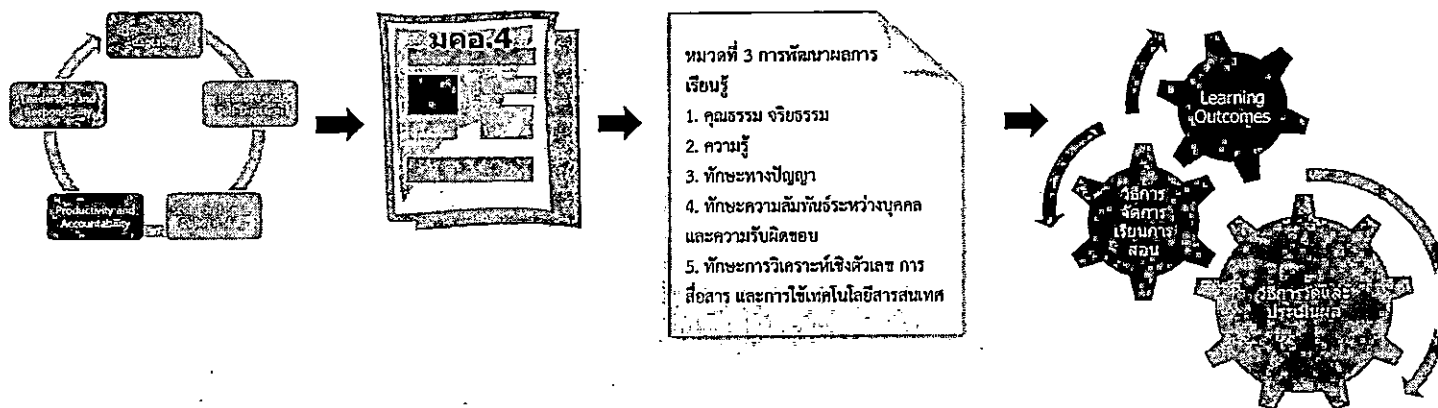 Leadership and
Responsibility
Productivity and
Accountability
มคอ.4
หมวดที่ 3 การพัฒนาผลการ
เรียนรู้
1. คุณธรรม จริยธรรม
2. ความรู้
3. ทักษะทางปัญญา
4. ทักษะความสัมพันธ์ระหว่างบุคคล
และความรับผิดชอบ
5. ทักษะการวิเคราะห์เชิงตัวเลข การ
สื่อสาร และการใช้เทคโนโลยีสารสนเทศ
Learning
Outcomes
วิธีการ
จัดการ
เรียนการ
สอน
วิธีการวัดและ
ประเมินผล